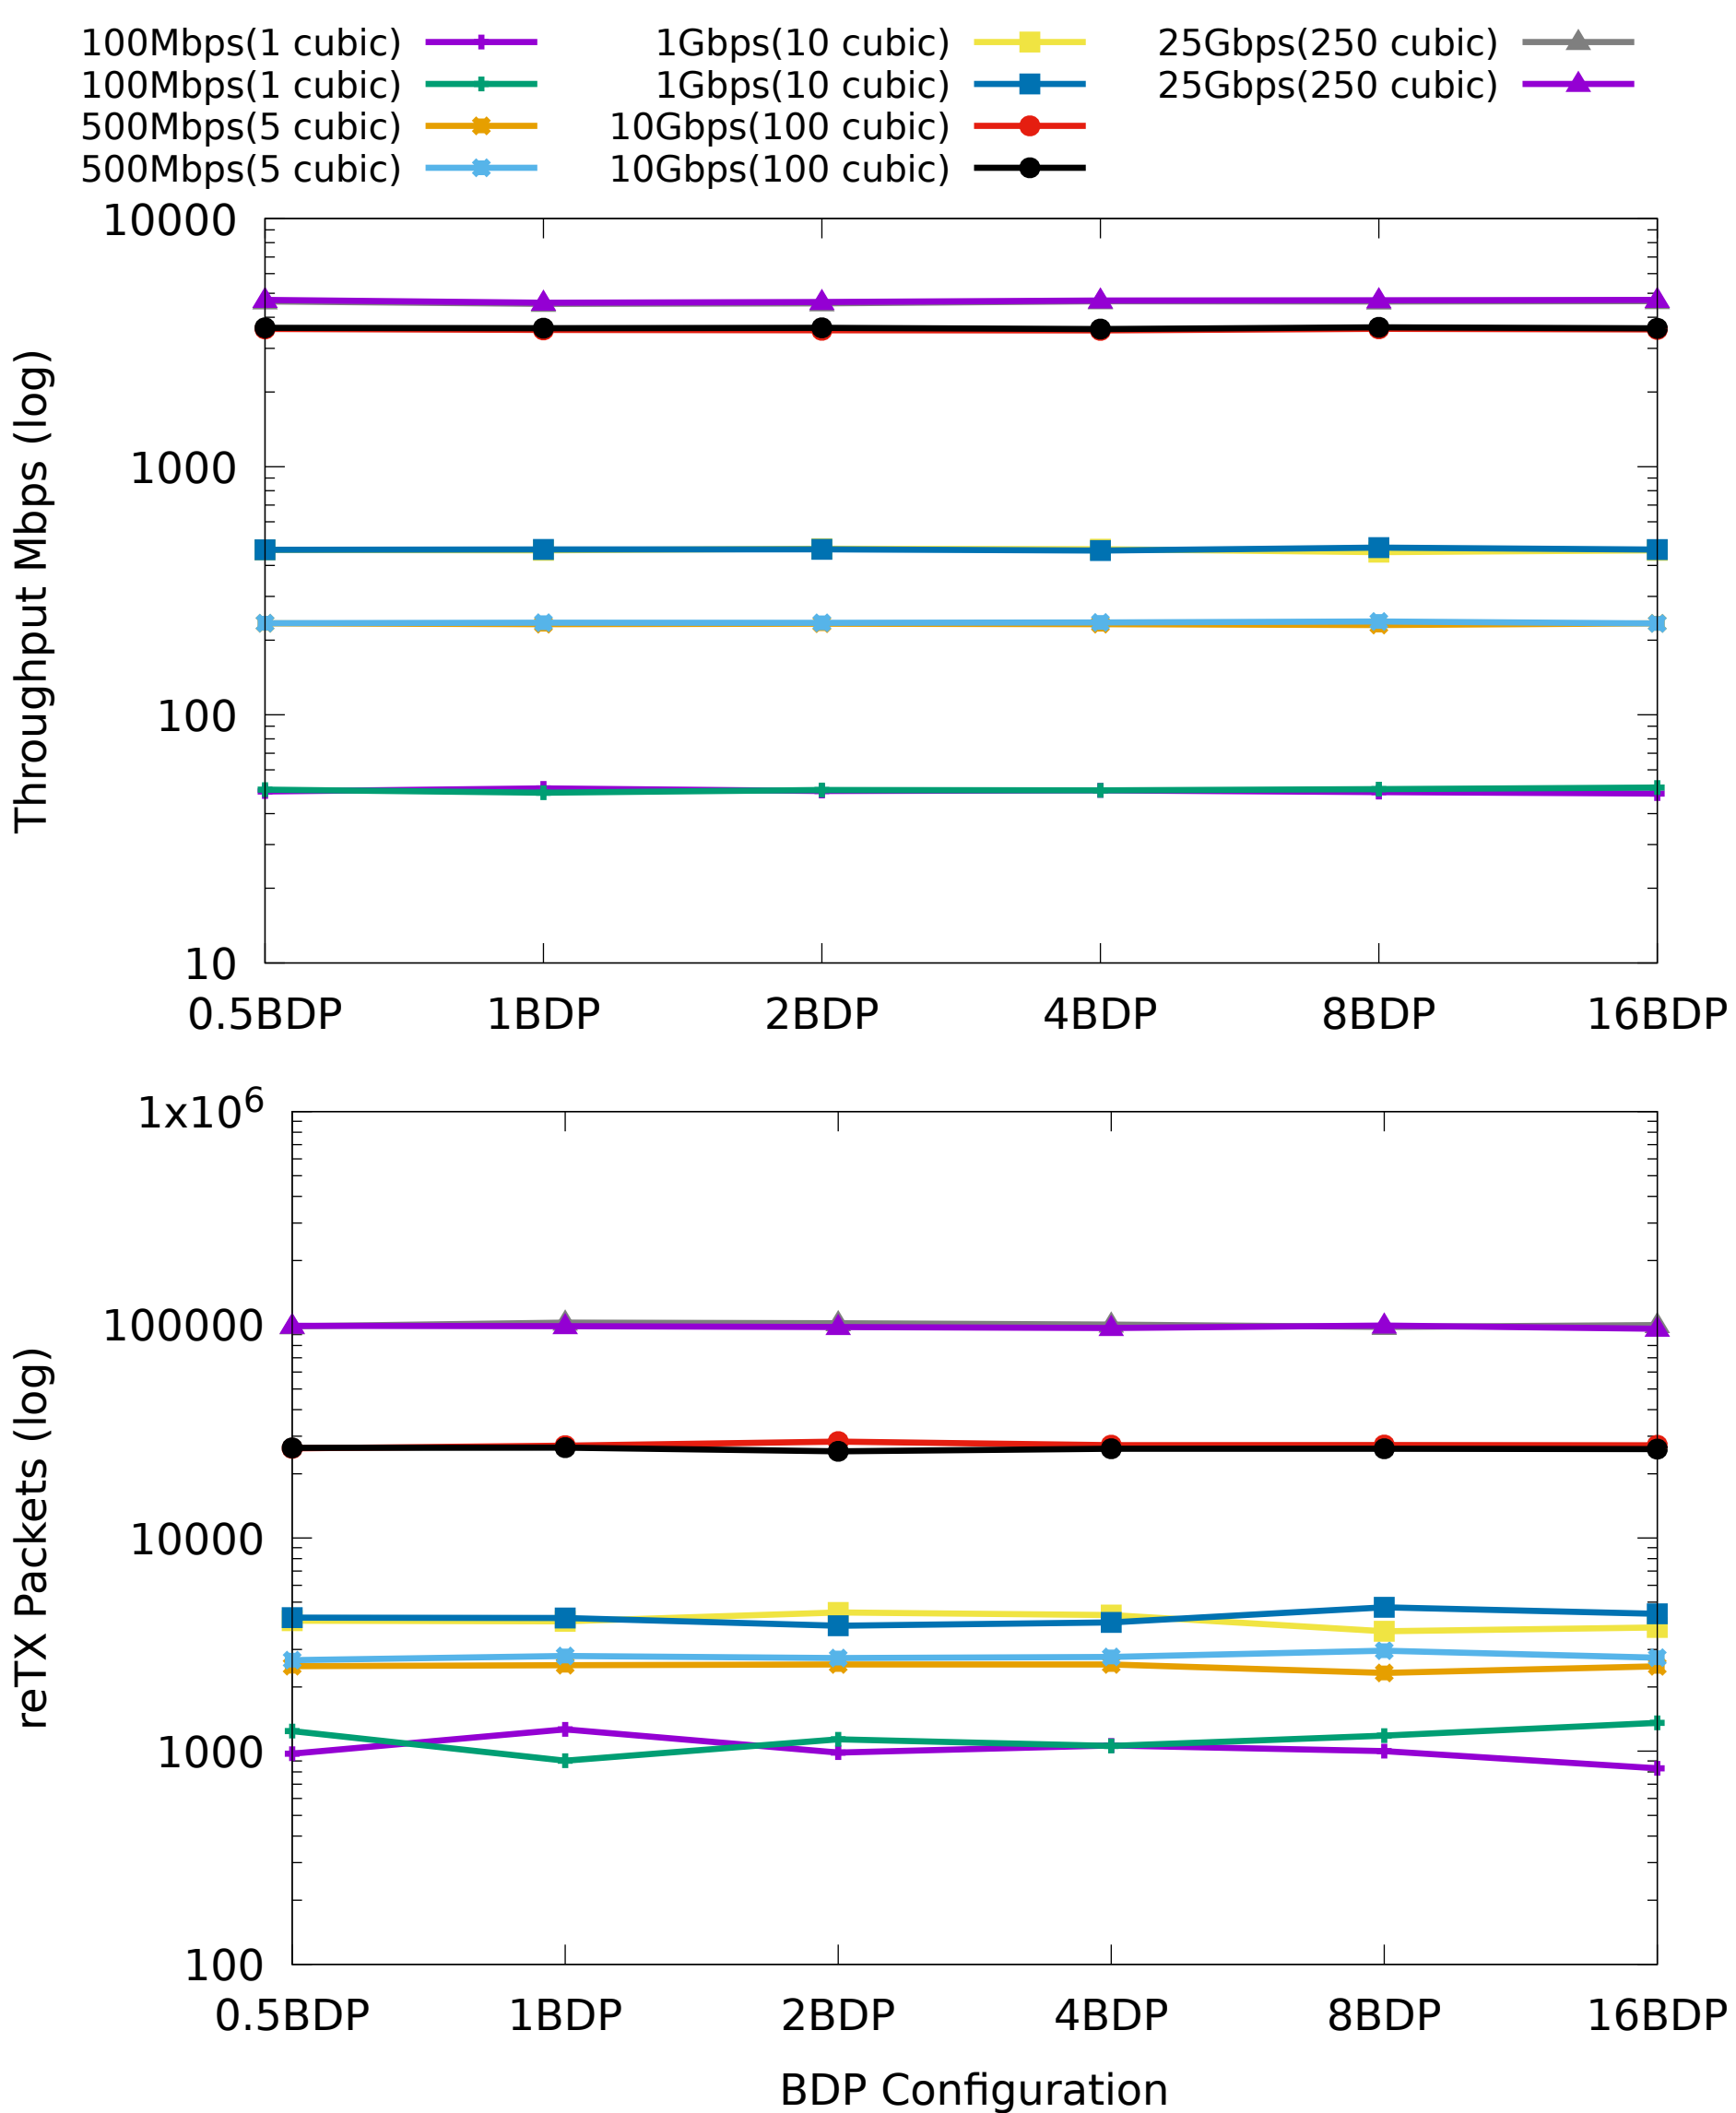 100Mbps(1 cubic)
100Mbps(1 cubic)
500Mbps(5 cubic)
500Mbps(5 cubic)
1Gbps(10 cubic)
1Gbps(10 cubic)
10Gbps(100 cubic)
10Gbps(100 cubic)
25Gbps(250 cubic)
25Gbps(250 cubic)
Throughput Mbps (log)
10000
1000
100
10
0.5BDP 1BDP 2BDP 4BDP 8BDP 16BDP
reTX Packets (log)
1x10⁶
100000
10000
1000
100
0.5BDP 1BDP 2BDP 4BDP 8BDP 16BDP
BDP Configuration